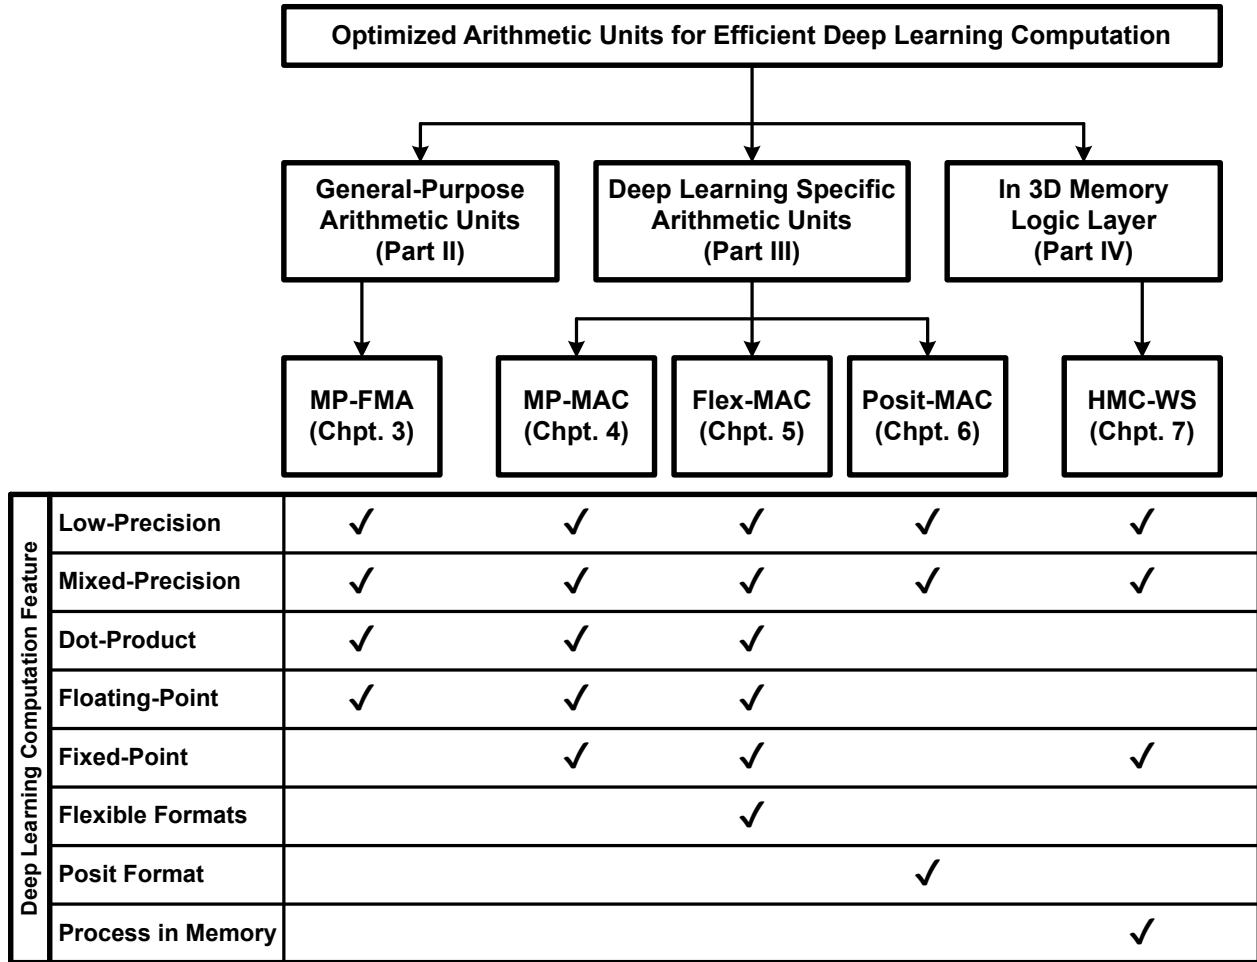 Optimized Arithmetic Units for Efficient Deep Learning Computation
General-Purpose
Arithmetic Units
(Part II)
Deep Learning Specific
Arithmetic Units
(Part III)
In 3D Memory
Logic Layer
(Part IV)
MP-FMA
(Chpt. 3)
MP-MAC
(Chpt. 4)
Flex-MAC
(Chpt. 5)
Posit-MAC
(Chpt. 6)
HMC-WS
(Chpt. 7)
Deep Learning Computation Feature
Low-Precision ✓ ✓ ✓ ✓ ✓
Mixed-Precision ✓ ✓ ✓ ✓ ✓
Dot-Product ✓ ✓ ✓
Floating-Point ✓ ✓ ✓
Fixed-Point ✓ ✓ ✓
Flexible Formats ✓
Posit Format ✓
Process in Memory ✓